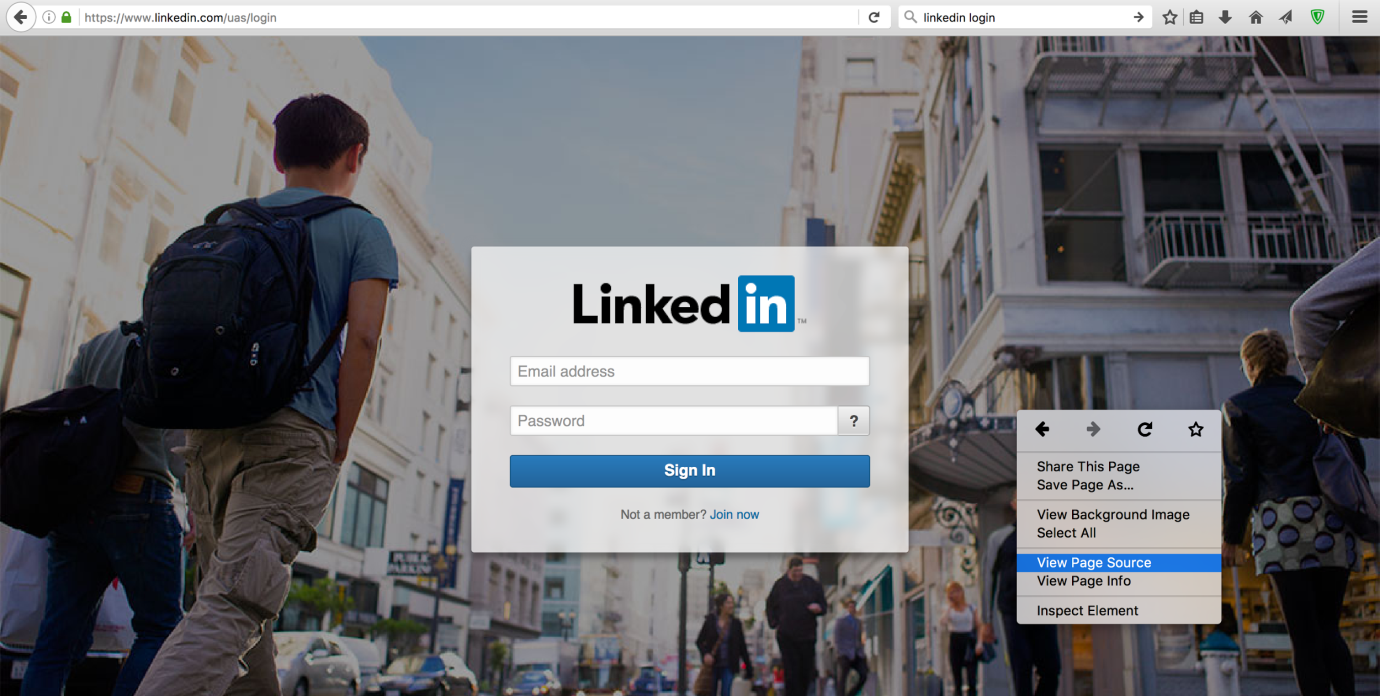 https://www.linkedin.com/uas/login
linkedin login
Linked in ™
Email address
Password ?
Sign In
Not a member? Join now
Share This Page
Save Page As...
View Background Image
Select All
View Page Source
View Page Info
Inspect Element
PUBLIC
PARKING